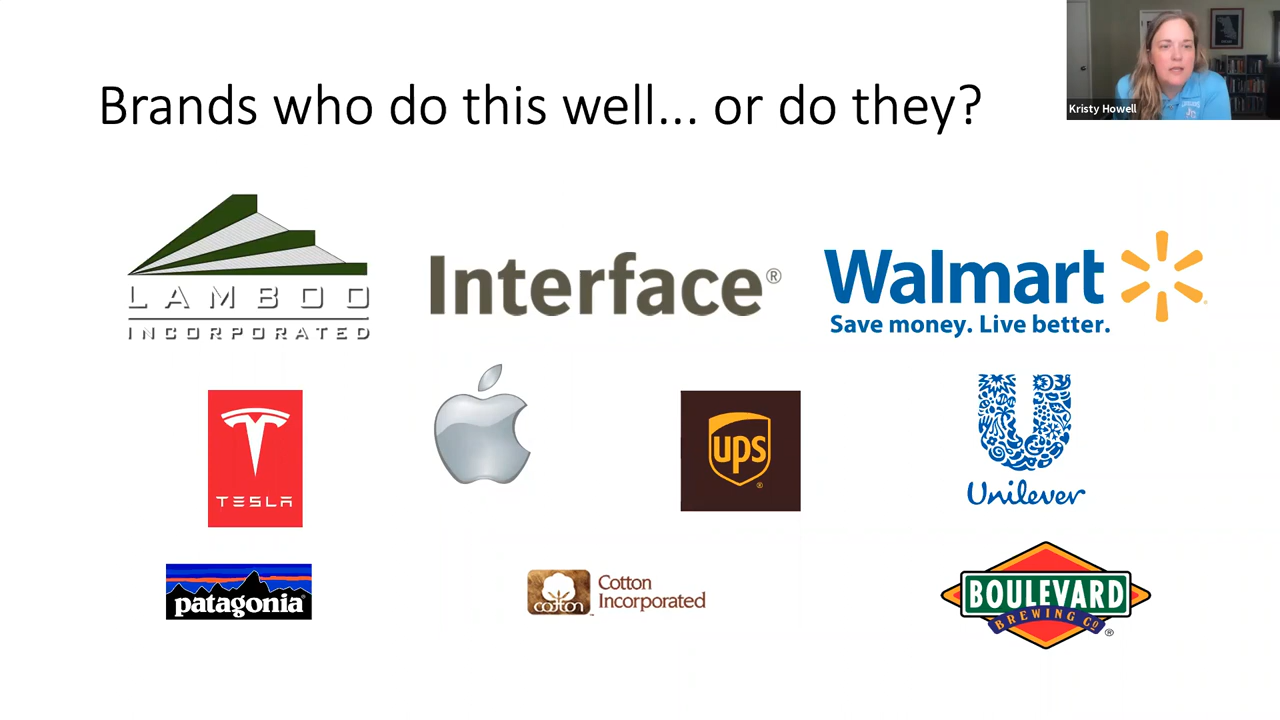 Brands who do this well... or do they?
Kristy Howell
LAMBOO
INCORPORATED
Interface®
Walmart
Save money. Live better.
TESLA
ups
®
Unilever
patagonia®
cotton
Cotton
Incorporated
™
BOULEVARD
BREWING CO
®